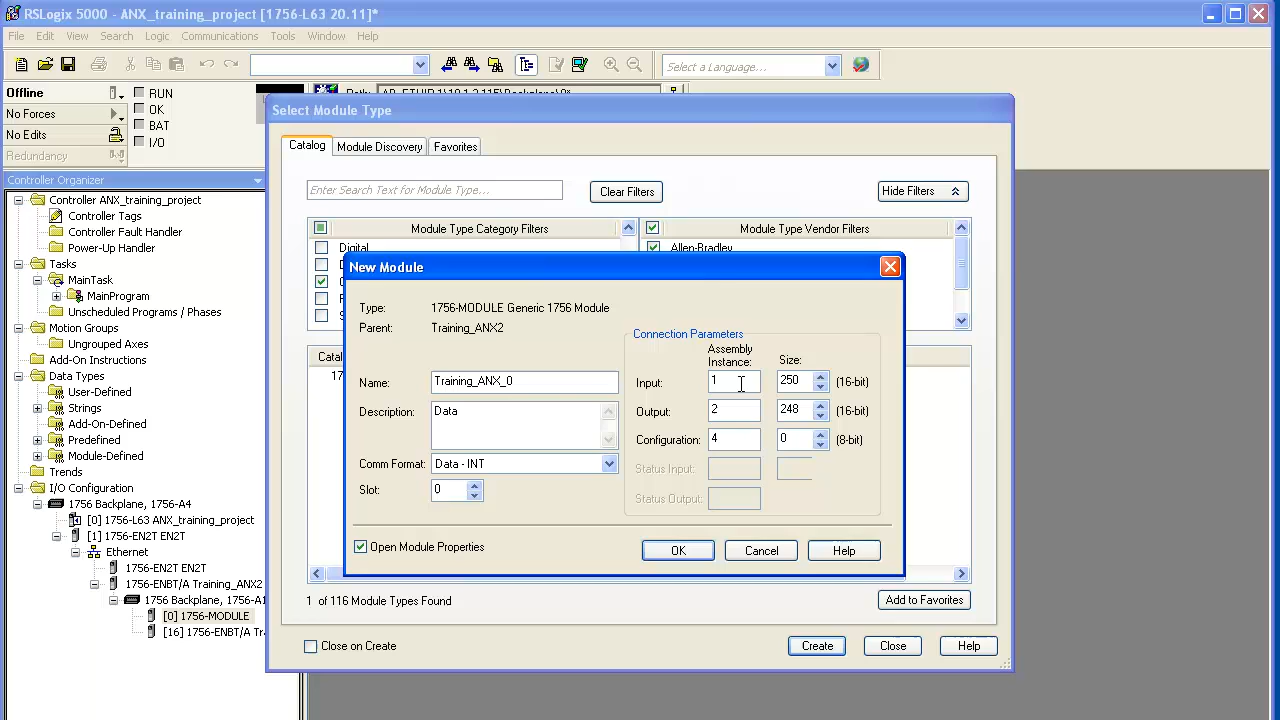 RSLogix 5000 - ANX_training_project [1756-L63 20.11]*
File Edit View Search Logic Communications Tools Window Help
Select a Language...
Offline
RUN
No Forces
OK
No Edits
BAT
Redundancy
I/O
Controller Organizer
Controller ANX_training_project
Controller Tags
Controller Fault Handler
Power-Up Handler
Tasks
MainTask
MainProgram
Unscheduled Programs / Phases
Motion Groups
Ungrouped Axes
Add-On Instructions
Data Types
User-Defined
Strings
Add-On-Defined
Predefined
Module-Defined
Trends
I/O Configuration
1756 Backplane, 1756-A4
[0] 1756-L63 ANX_training_project
[1] 1756-EN2T EN2T
Ethernet
1756-EN2T EN2T
1756-ENBT/A Training_ANX2
1756 Backplane, 1756-A1
[0] 1756-MODULE
[16] 1756-ENBT/A Tr
Select Module Type
Catalog Module Discovery Favorites
Enter Search Text for Module Type...
Clear Filters
Hide Filters
Module Type Category Filters
Module Type Vendor Filters
Digital
Allen-Bradley
New Module
Type: 1756-MODULE Generic 1756 Module
Parent: Training_ANX2
Connection Parameters
Assembly
Instance: Size:
Name: Training_ANX_0
Input: 1 250 (16-bit)
Description: Data
Output: 2 248 (16-bit)
Configuration: 4 0 (8-bit)
Comm Format: Data - INT
Status Input:
Slot: 0
Status Output:
Open Module Properties
OK Cancel Help
1 of 116 Module Types Found
Add to Favorites
Close on Create
Create Close Help